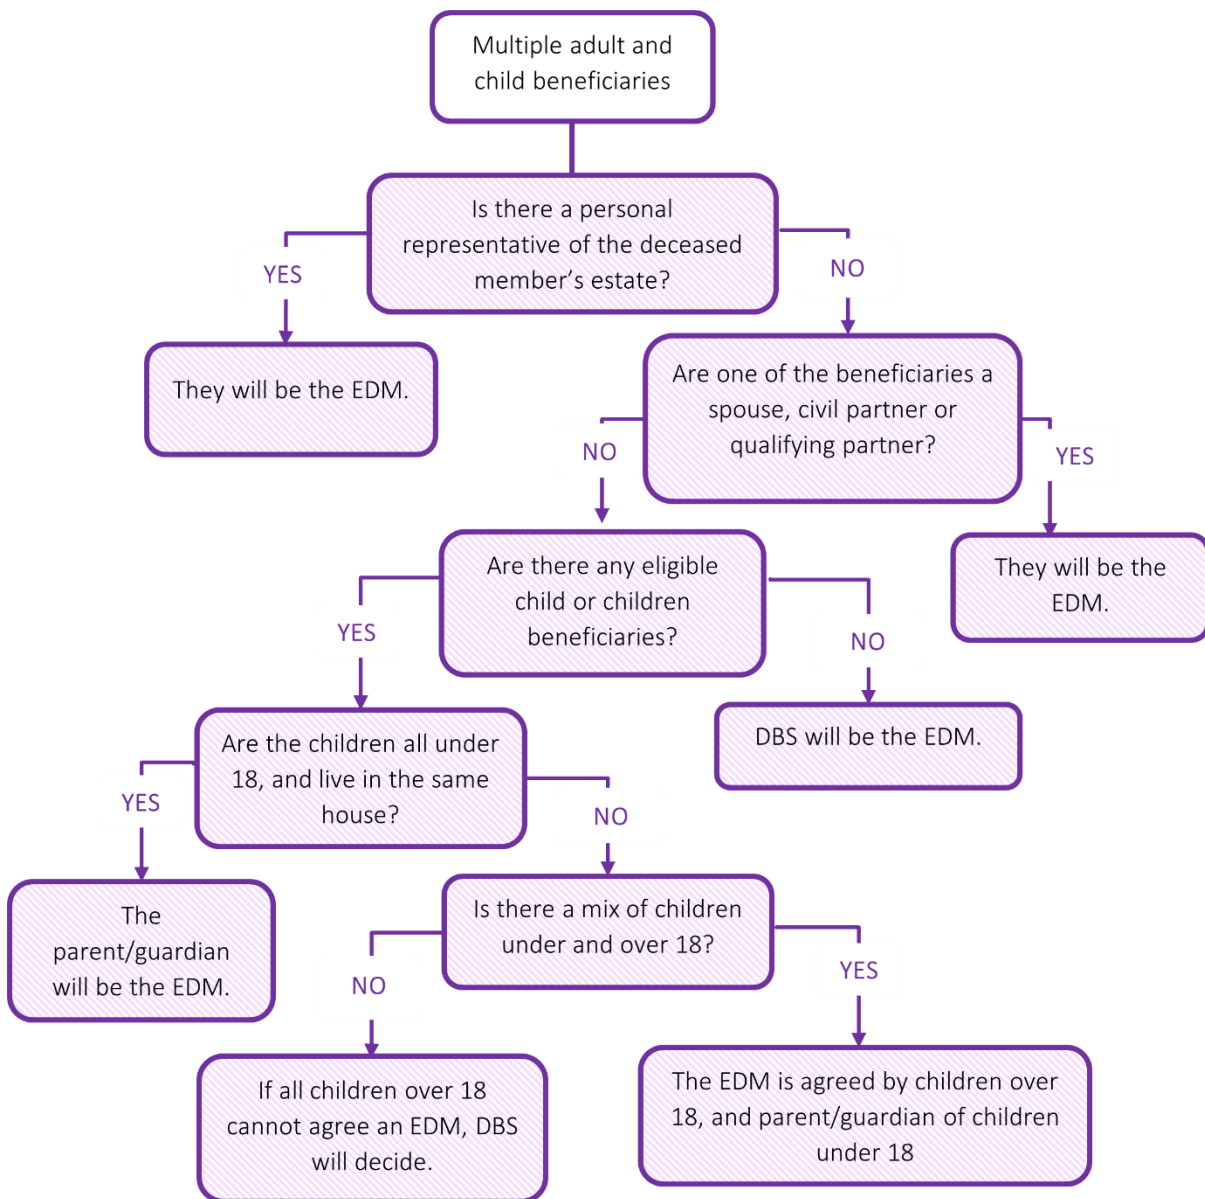 Multiple adult and
child beneficiaries
Is there a personal
representative of the deceased
member’s estate?
YES
NO
They will be the EDM.
Are one of the beneficiaries a
spouse, civil partner or
qualifying partner?
NO
YES
Are there any eligible
child or children
beneficiaries?
They will be the
EDM.
YES
NO
Are the children all under
18, and live in the same
house?
DBS will be the EDM.
YES
NO
The
parent/guardian
will be the EDM.
Is there a mix of children
under and over 18?
NO
YES
If all children over 18
cannot agree an EDM, DBS
will decide.
The EDM is agreed by children over
18, and parent/guardian of children
under 18